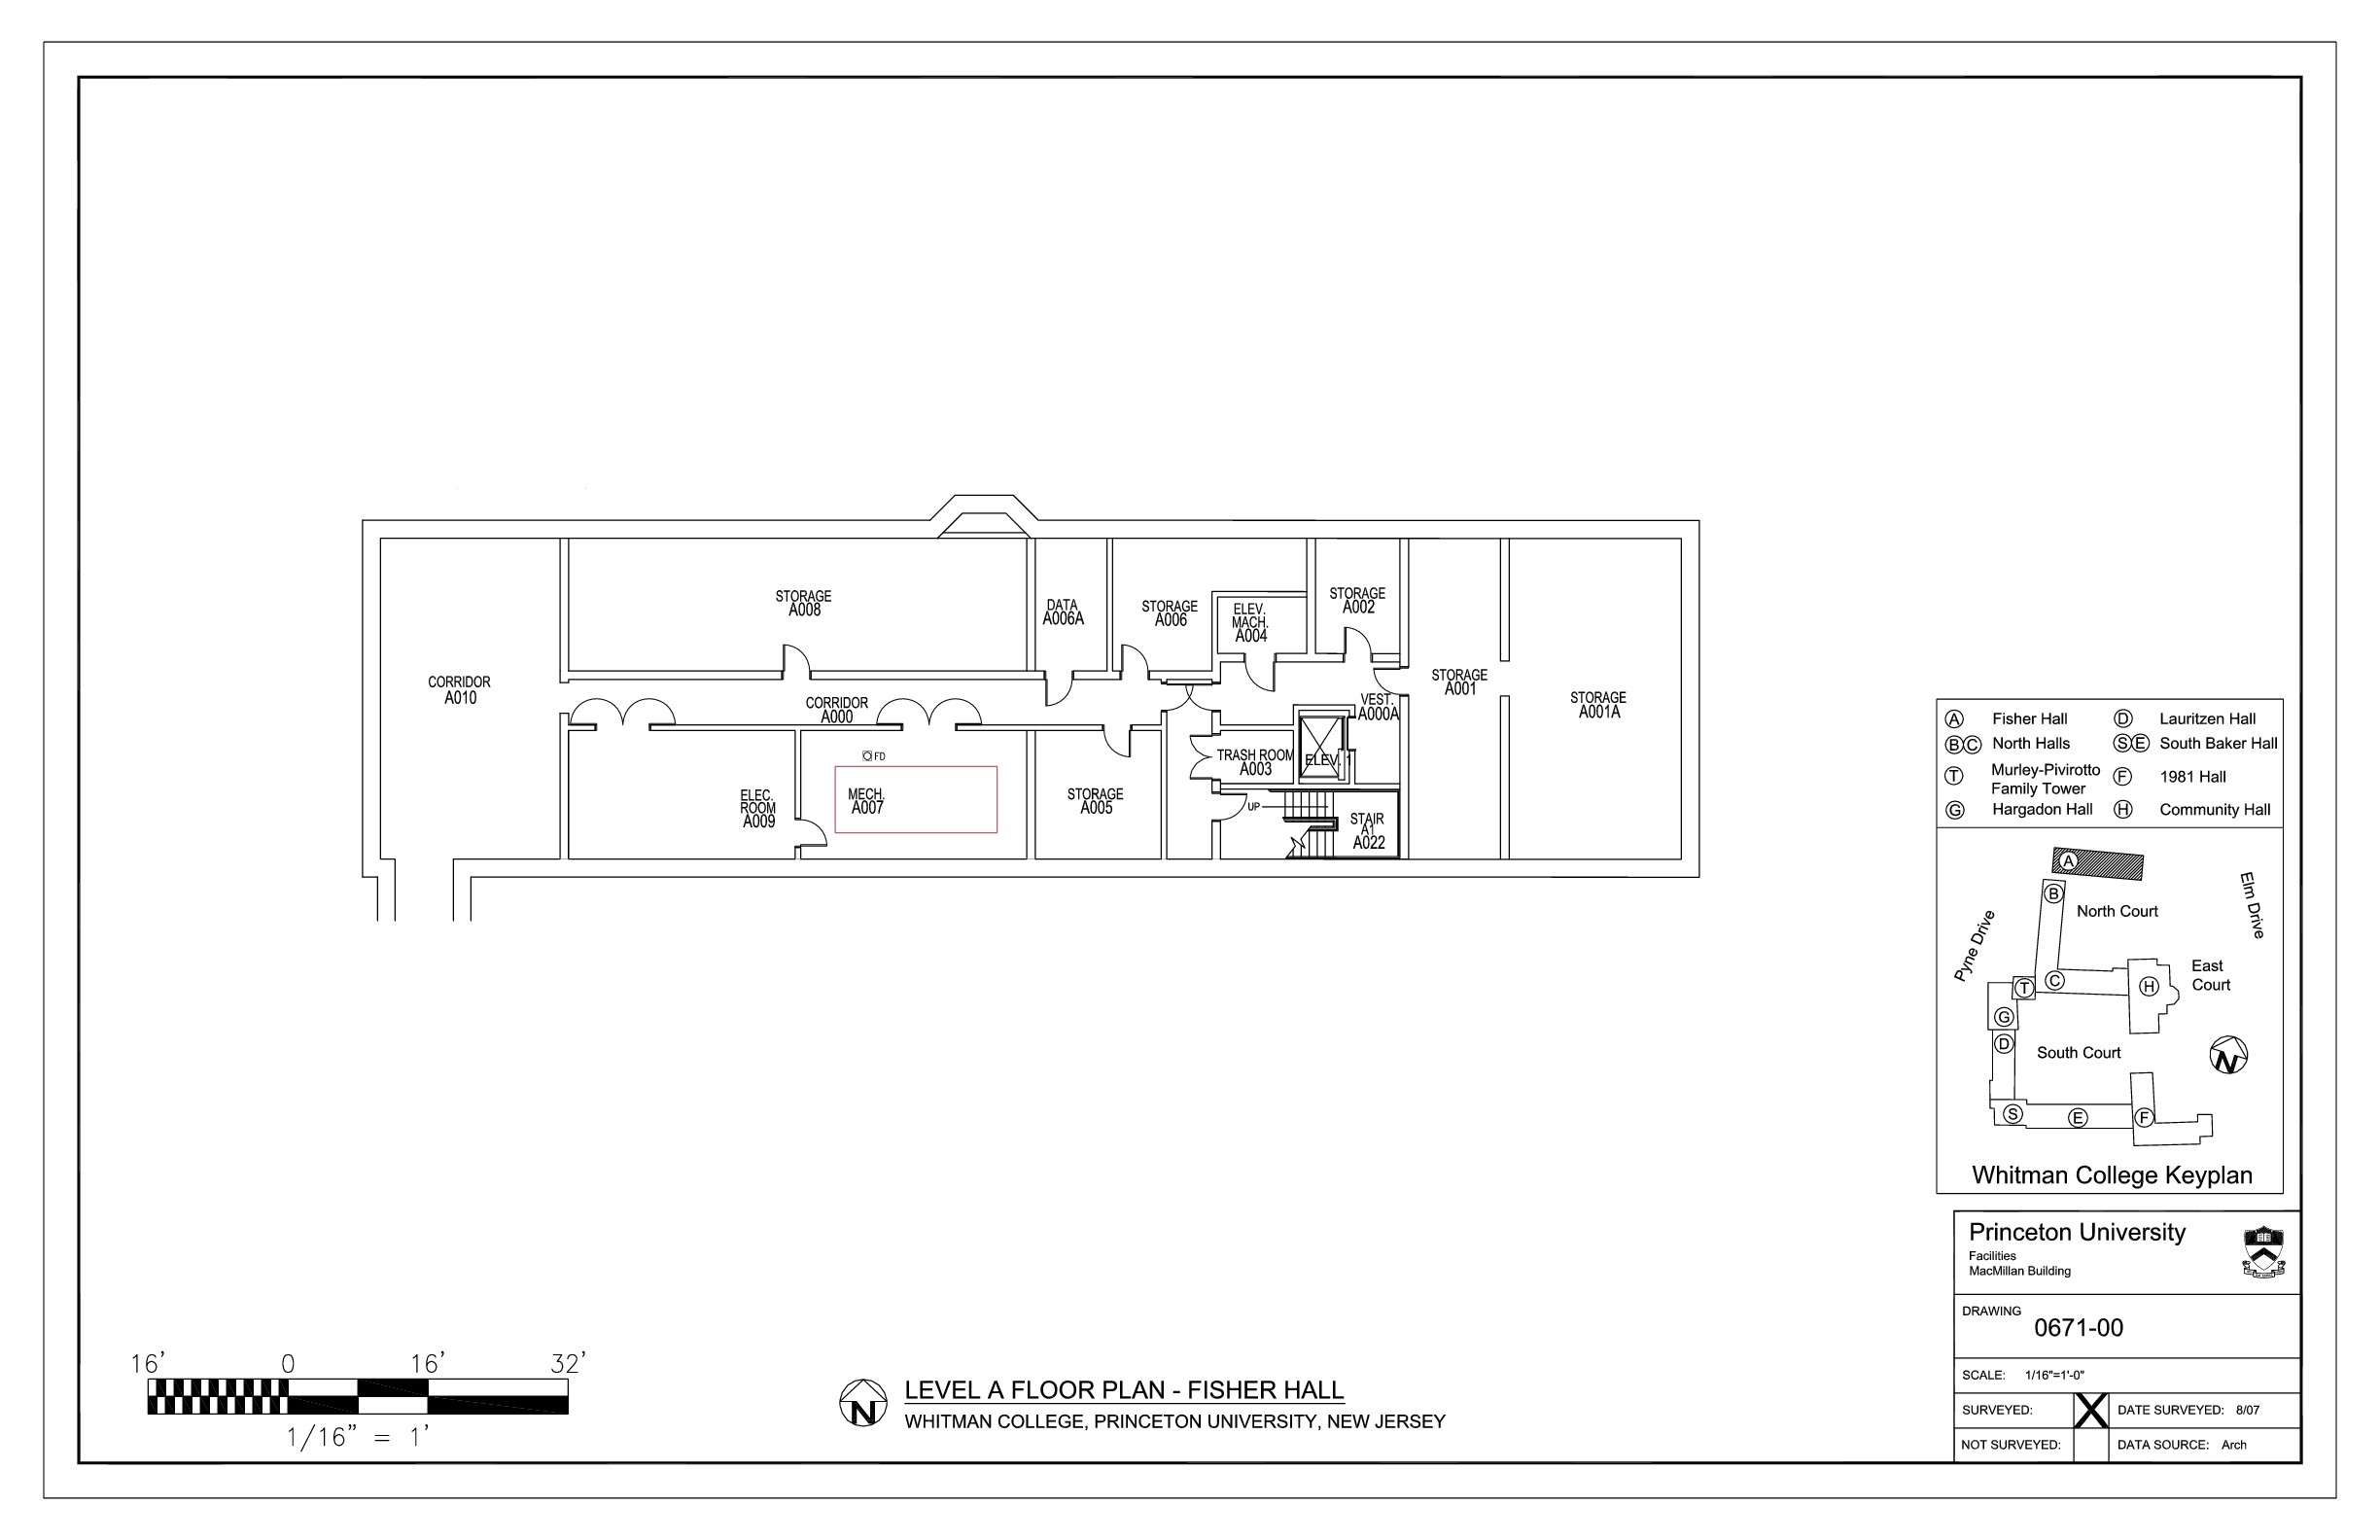 STORAGE
A008
DATA
A006A
STORAGE
A006
ELEV.
MACH.
A004
STORAGE
A002
CORRIDOR
A010
CORRIDOR
A000
VEST.
A000A
STORAGE
A001
STORAGE
A001A
FD
MECH.
A007
ELEC.
ROOM
A009
STORAGE
A005
TRASH ROOM
A003
ELEV. 1
UP
STAIR
A1
A022
A Fisher Hall
D Lauritzen Hall
B C North Halls
S E South Baker Hall
T Murley-Pivirotto
Family Tower
F 1981 Hall
G Hargadon Hall
H Community Hall
A
B
North Court
Elm Drive
Pyne Drive
East
Court
T
C
H
G
D
South Court
N
S
E
F
Whitman College Keyplan
Princeton University
Facilities
MacMillan Building
DRAWING
0671-00
SCALE: 1/16"=1'-0"
SURVEYED: X DATE SURVEYED: 8/07
NOT SURVEYED: DATA SOURCE: Arch
16' 0 16' 32'
1/16" = 1'
N
LEVEL A FLOOR PLAN - FISHER HALL
WHITMAN COLLEGE, PRINCETON UNIVERSITY, NEW JERSEY